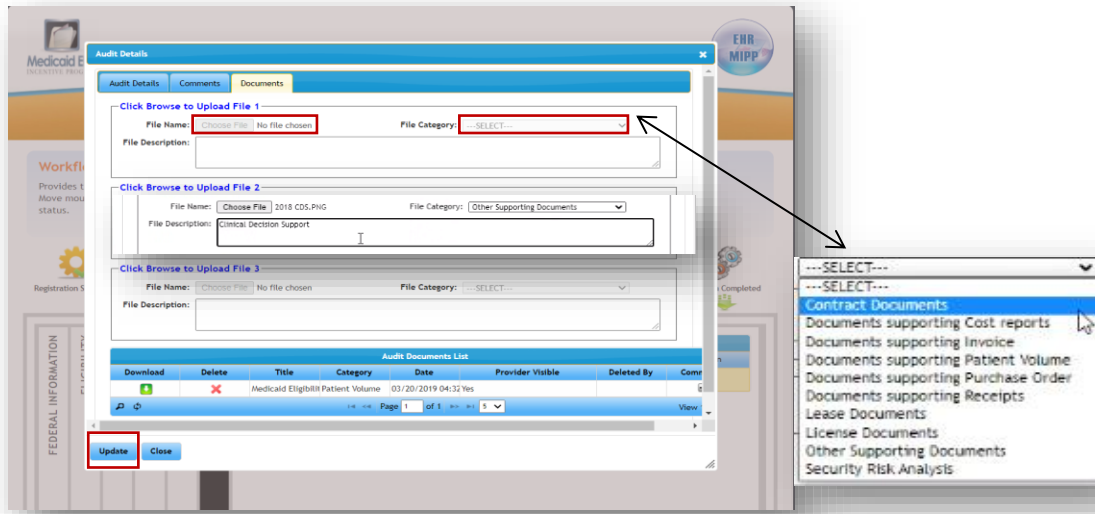 Medicaid E
INCENTIVE PROG
EHR
MIPP
Audit Details
Audit Details Comments Documents
Click Browse to Upload File 1
File Name: Choose File No file chosen File Category: ---SELECT---
File Description:
Workfl
Provides t
Move mou
status.
Click Browse to Upload File 2
File Name: Choose File 2018 CDS.PNG File Category: Other Supporting Documents
File Description: Clinical Decision Support
Click Browse to Upload File 3
File Name: Choose File No file chosen File Category: ---SELECT---
File Description:
Registration S
Completed
Audit Documents List
Download Delete Title Category Date Provider Visible Deleted By Comm
Medicaid Eligibilit Patient Volume 03/20/2019 04:32 Yes
Page 1 of 1 5 View
Update Close
FEDERAL INFORMATION
---SELECT---
---SELECT---
Contract Documents
Documents supporting Cost reports
Documents supporting Invoice
Documents supporting Patient Volume
Documents supporting Purchase Order
Documents supporting Receipts
Lease Documents
License Documents
Other Supporting Documents
Security Risk Analysis